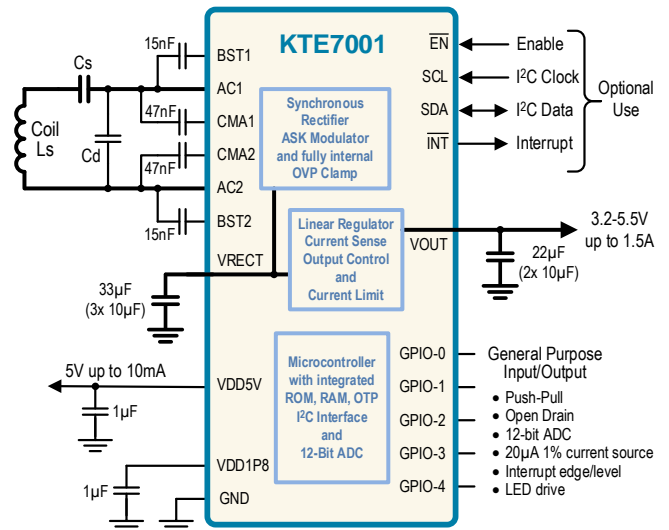 KTE7001
15nF
BST1
Cs
AC1
47nF
CMA1
Coil
Ls
Cd
CMA2
47nF
AC2
BST2
15nF
VRECT
33µF
(3x 10µF)
5V up to 10mA
VDD5V
1µF
VDD1P8
1µF
GND
Synchronous
Rectifier
ASK Modulator
and fully internal
OVP Clamp
Linear Regulator
Current Sense
Output Control
and
Current Limit
Microcontroller
with integrated
ROM, RAM, OTP
I²C Interface
and
12-Bit ADC
EN
Enable
SCL
I²C Clock
SDA
I²C Data
INT
Interrupt
Optional
Use
VOUT
3.2-5.5V
up to 1.5A
22µF
(2x 10µF)
GPIO-0
GPIO-1
GPIO-2
GPIO-3
GPIO-4
General Purpose
Input/Output
• Push-Pull
• Open Drain
• 12-bit ADC
• 20µA 1% current source
• Interrupt edge/level
• LED drive